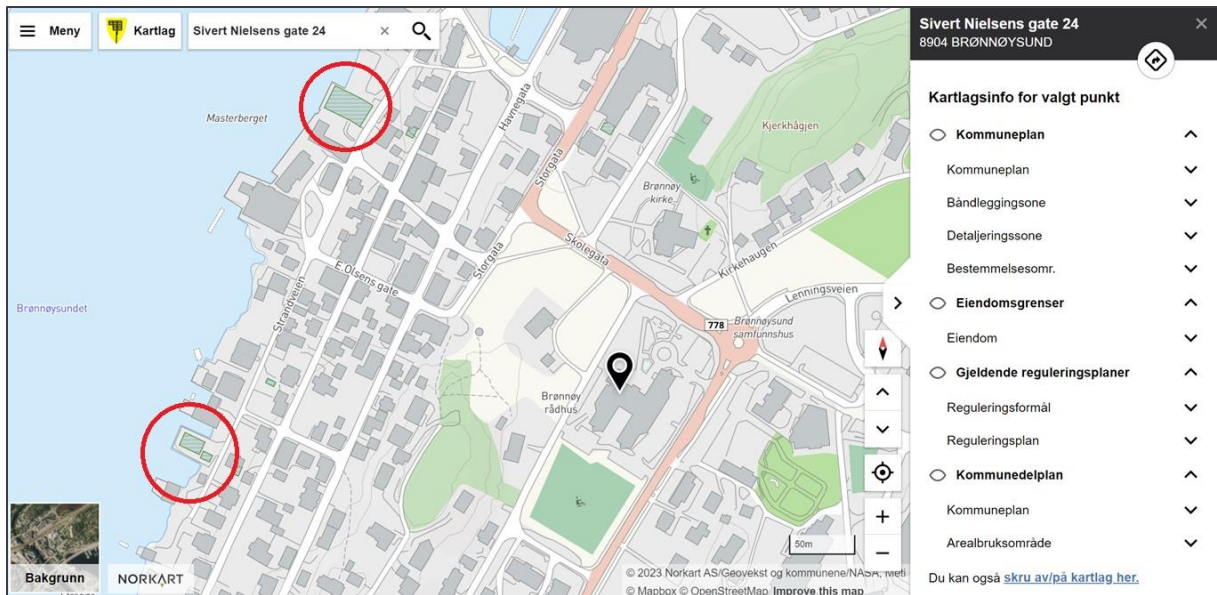 Meny
Kartlag
Sivert Nielsens gate 24
Sivert Nielsens gate 24
8904 BRØNNØYSUND
Kartlagsinfo for valgt punkt
Kommuneplan
Kommuneplan
Båndleggingsone
Detaljeringssone
Bestemmelsesomr.
Eiendomsgrenser
Eiendom
Gjeldende reguleringsplaner
Reguleringsformål
Reguleringsplan
Kommunedelplan
Kommuneplan
Arealbruksområde
Du kan også skru av/på kartlag her.
Masterberget
Havnegata
Storgata
Kjerkhågjen
Brønnøy
kirke
Skolegata
Kirkehaugen
Storgata
E.Olsens gate
Strandveien
Brønnøysundet
Lenningsveien
778
Brønnøysund
samfunnshus
Brønnøy
rådhus
50m
Bakgrunn
NORKART
© 2023 Norkart AS/Geovekst og kommunene/NASA, Meti
© Mapbox © OpenStreetMap Improve this map